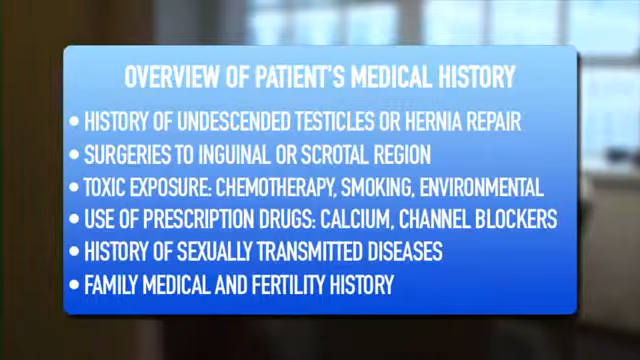 OVERVIEW OF PATIENT'S MEDICAL HISTORY
• HISTORY OF UNDESCENDED TESTICLES OR HERNIA REPAIR
• SURGERIES TO INGUINAL OR SCROTAL REGION
• TOXIC EXPOSURE: CHEMOTHERAPY, SMOKING, ENVIRONMENTAL
• USE OF PRESCRIPTION DRUGS: CALCIUM, CHANNEL BLOCKERS
• HISTORY OF SEXUALLY TRANSMITTED DISEASES
• FAMILY MEDICAL AND FERTILITY HISTORY